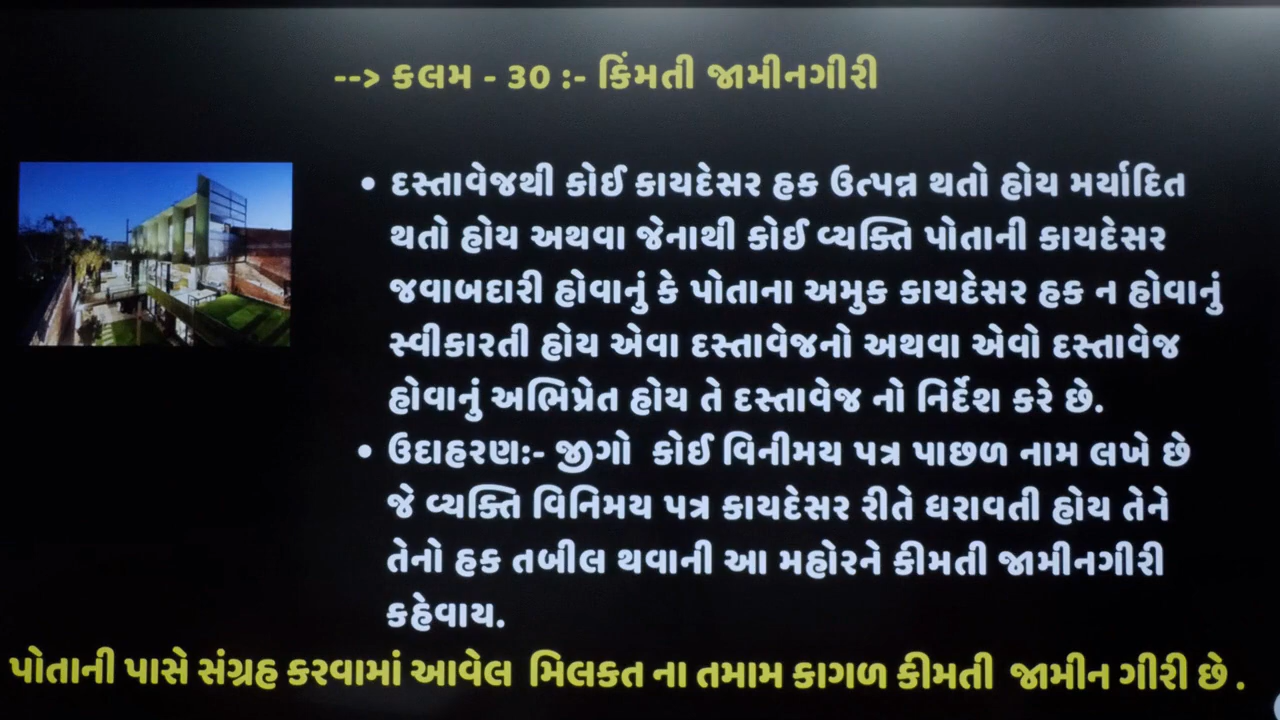 --> કલમ - 30 :- કિંમતી જામીનગીરી
• દસ્તાવેજથી કોઈ કાયદેસર હક ઉત્પન્ન થતો હોય મર્યાદિત
થતો હોય અથવા જેનાથી કોઈ વ્યક્તિ પોતાની કાયદેસર
જવાબદારી હોવાનું કે પોતાના અમુક કાયદેસર હક ન હોવાનું
સ્વીકારતી હોય એવા દસ્તાવેજનો અથવા એવો દસ્તાવેજ
હોવાનું અભિપ્રેત હોય તે દસ્તાવેજ નો નિર્દેશ કરે છે.
• ઉદાહરણઃ- જીગો કોઈ વિનીમય પત્ર પાછળ નામ લખે છે
જે વ્યક્તિ વિનિમય પત્ર કાયદેસર રીતે ધરાવતી હોય તેને
તેનો હક તબીલ થવાની આ મહોરને કીમતી જામીનગીરી
કહેવાય.
પોતાની પાસે સંગ્રહ કરવામાં આવેલ મિલકત ના તમામ કાગળ કીમતી જામીન ગીરી છે .